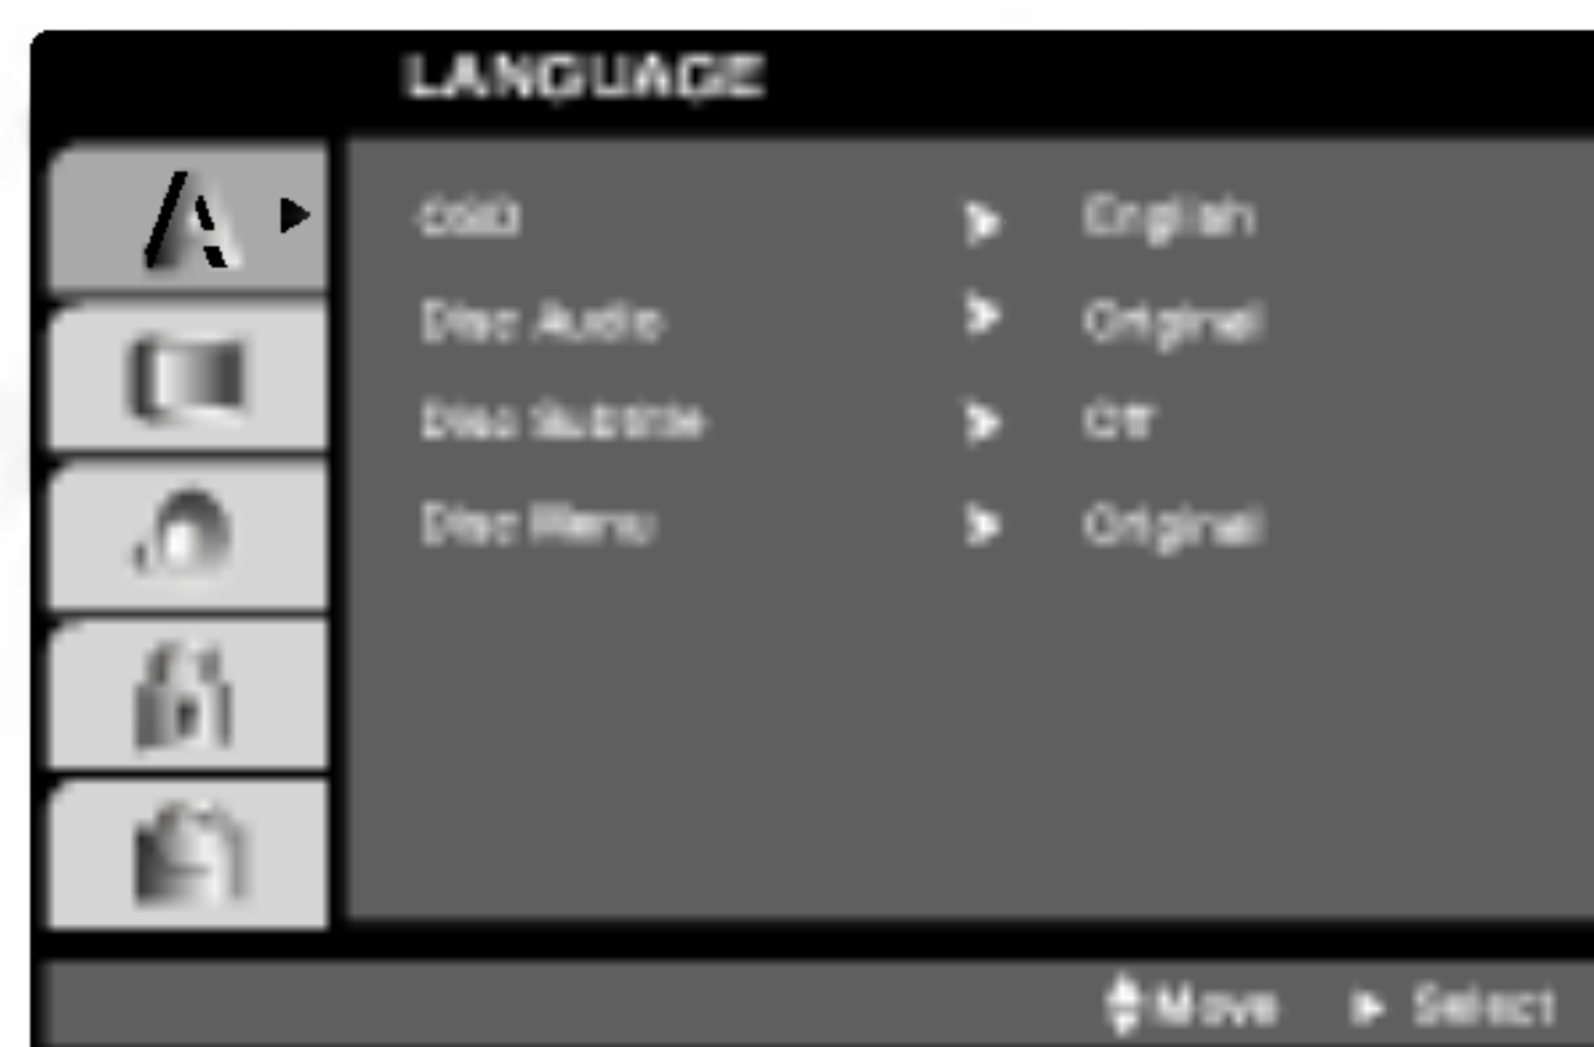 LANGUAGE
OSD English
Disc Audio Original
Disc Subtitle Off
Disc Menu Original
Move Select